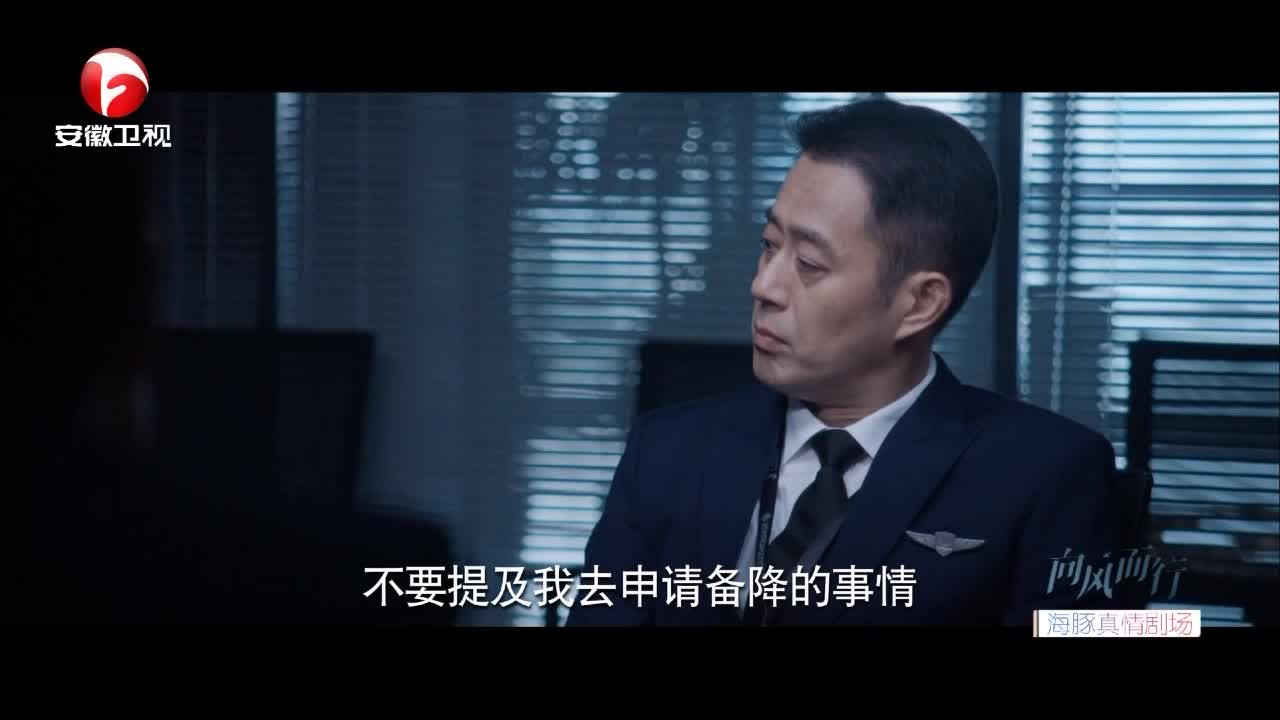 安徽卫视
不要提及我去申请备降的事情
向风而行
海豚真情剧场